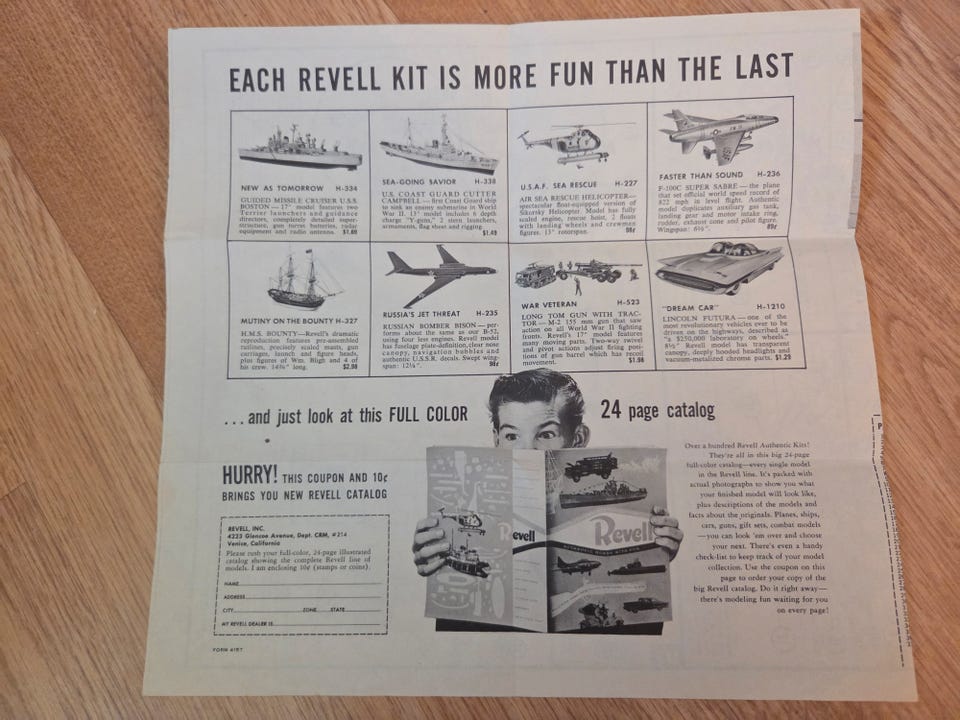 EACH REVELL KIT IS MORE FUN THAN THE LAST
NEW AS TOMORROW H-334
GUIDED MISSILE CRUISER U.S.S.
BOSTON — 17" model features two
Terrier launchers and guidance
directors, completely detailed super-
structure, gun turret batteries, radar
equipment and radio antenna. $1.69
SEA-GOING SAVIOR H-338
U.S. COAST GUARD CUTTER
CAMPBELL — first Coast Guard ship
to sink an enemy submarine in World
War II. 13" model includes 6 depth
charge "Y-guns," 2 stern launchers,
armaments, flag sheet and rigging.
$1.49
U.S.A.F. SEA RESCUE H-227
AIR SEA RESCUE HELICOPTER—
spectacular float-equipped version of
Sikorsky Helicopter. Model has fully
scaled engine, rescue hoist, 2 floats
with landing wheels and crewmen
figures. 13" rotorspan. 98¢
FASTER THAN SOUND H-236
F-100C SUPER SABRE — the plane
that set official world speed record of
822 mph in level flight. Authentic
model duplicates auxiliary gas tank,
landing gear and motor intake ring,
rudder, exhaust cone and pilot figure.
Wingspan: 6½". 89¢
MUTINY ON THE BOUNTY H-327
H.M.S. BOUNTY—Revell's dramatic
reproduction features pre-assembled
ratlines, precisely scaled masts, gun
carriages, launch and figure heads,
plus figures of Wm. Bligh and 4 of
his crew. 14¾" long. $2.98
RUSSIA'S JET THREAT H-235
RUSSIAN BOMBER BISON — per-
forms about the same as our B-52,
using four less engines. Revell model
has fuselage plate-definition, clear nose
canopy, navigation bubbles and
authentic U.S.S.R. decals. Swept wing-
span: 12¼". 98¢
WAR VETERAN H-523
LONG TOM GUN WITH TRAC-
TOR — M-2 155 mm gun that saw
action on all World War II fighting
fronts. Revell's 17" model features
many moving parts. Two-way swivel
and pivot actions adjust firing posi-
tions of gun barrel which has recoil
movement. $1.98
"DREAM CAR" H-1210
LINCOLN FUTURA — one of the
most revolutionary vehicles ever to be
driven on the highways, described as
"a $250,000 laboratory on wheels."
8½" Revell model has transparent
canopy, deeply hooded headlights and
vacuum-metalized chrome parts. $1.29
...and just look at this FULL COLOR 24 page catalog
HURRY! THIS COUPON AND 10¢
BRINGS YOU NEW REVELL CATALOG
REVELL, INC.
4223 Glencoe Avenue, Dept. CRM, #214
Venice, California
Please rush your full-color, 24-page illustrated
catalog showing the complete Revell line of
models. I am enclosing 10¢ (stamps or coins).
NAME
ADDRESS
CITY ZONE STATE
MY REVELL DEALER IS
FORM 4157
evell
Revell
Over a hundred Revell Authentic Kits!
They're all in this big 24-page
full-color catalog—every single model
in the Revell line. It's packed with
actual photographs to show you what
your finished model will look like,
plus descriptions of the models and
facts about the originals. Planes, ships,
cars, guns, gift sets, combat models
—you can look 'em over and choose
your next. There's even a handy
check-list to keep track of your model
collection. Use the coupon on this
page to order your copy of the
big Revell catalog. Do it right away—
there's modeling fun waiting for you
on every page!
P